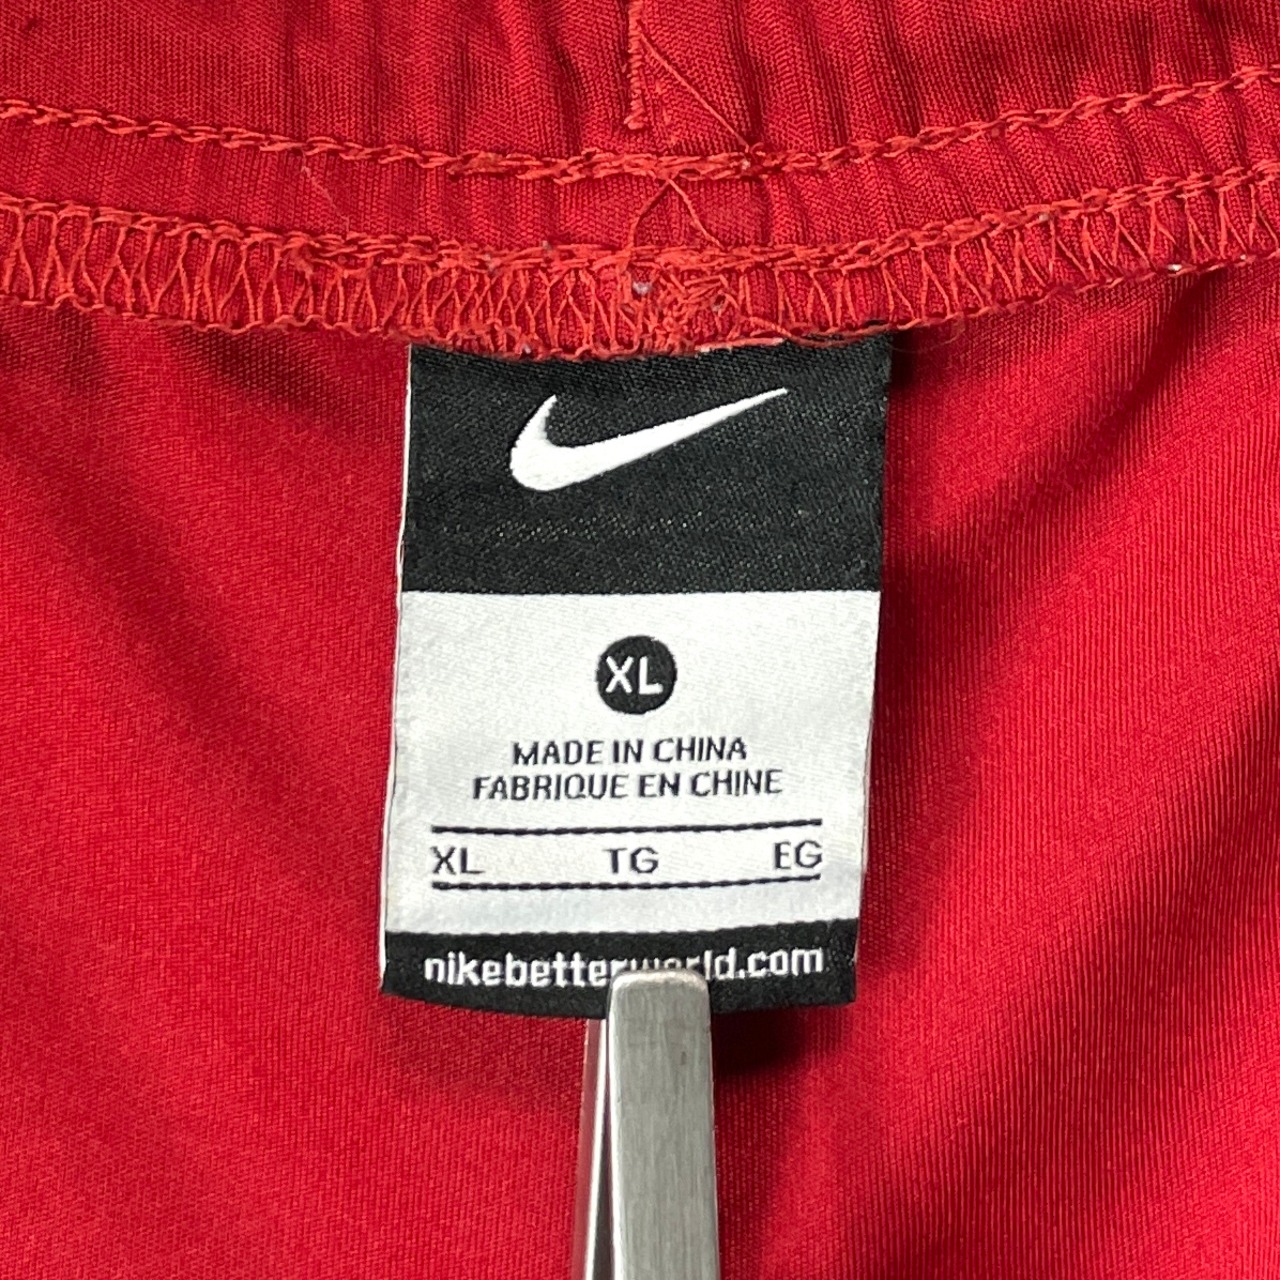 XL
MADE IN CHINA
FABRIQUE EN CHINE
XL TG EG
nikebetterworld.com